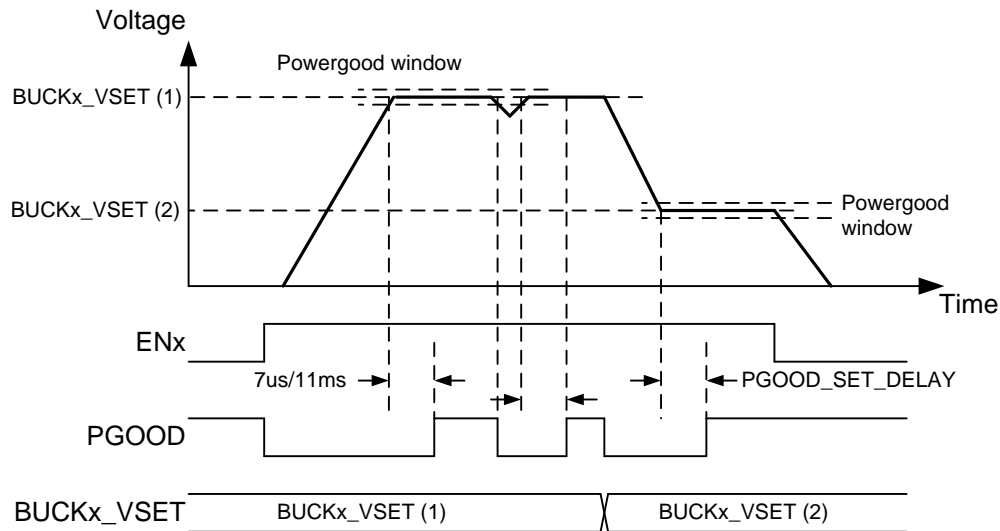 Voltage
Powergood window
BUCKx_VSET (1)
BUCKx_VSET (2)
Powergood
window
Time
ENx
7us/11ms
PGOOD_SET_DELAY
PGOOD
BUCKx_VSET
BUCKx_VSET (1)
BUCKx_VSET (2)